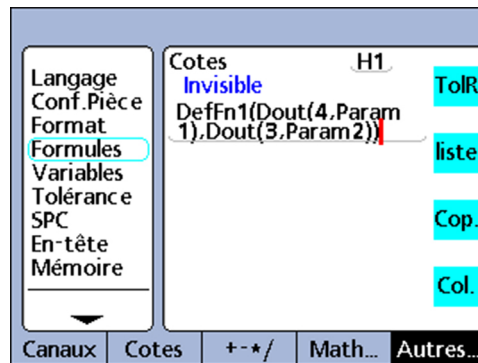 Langage
Conf.Pièce
Format
Formules
Variables
Tolérance
SPC
En-tête
Mémoire
Cotes H1
Invisible
DefFn1(Dout(4,Param
1),Dout(3,Param2))
TolR
liste
Cop.
Col.
Canaux Cotes +-*/ Math... Autres...